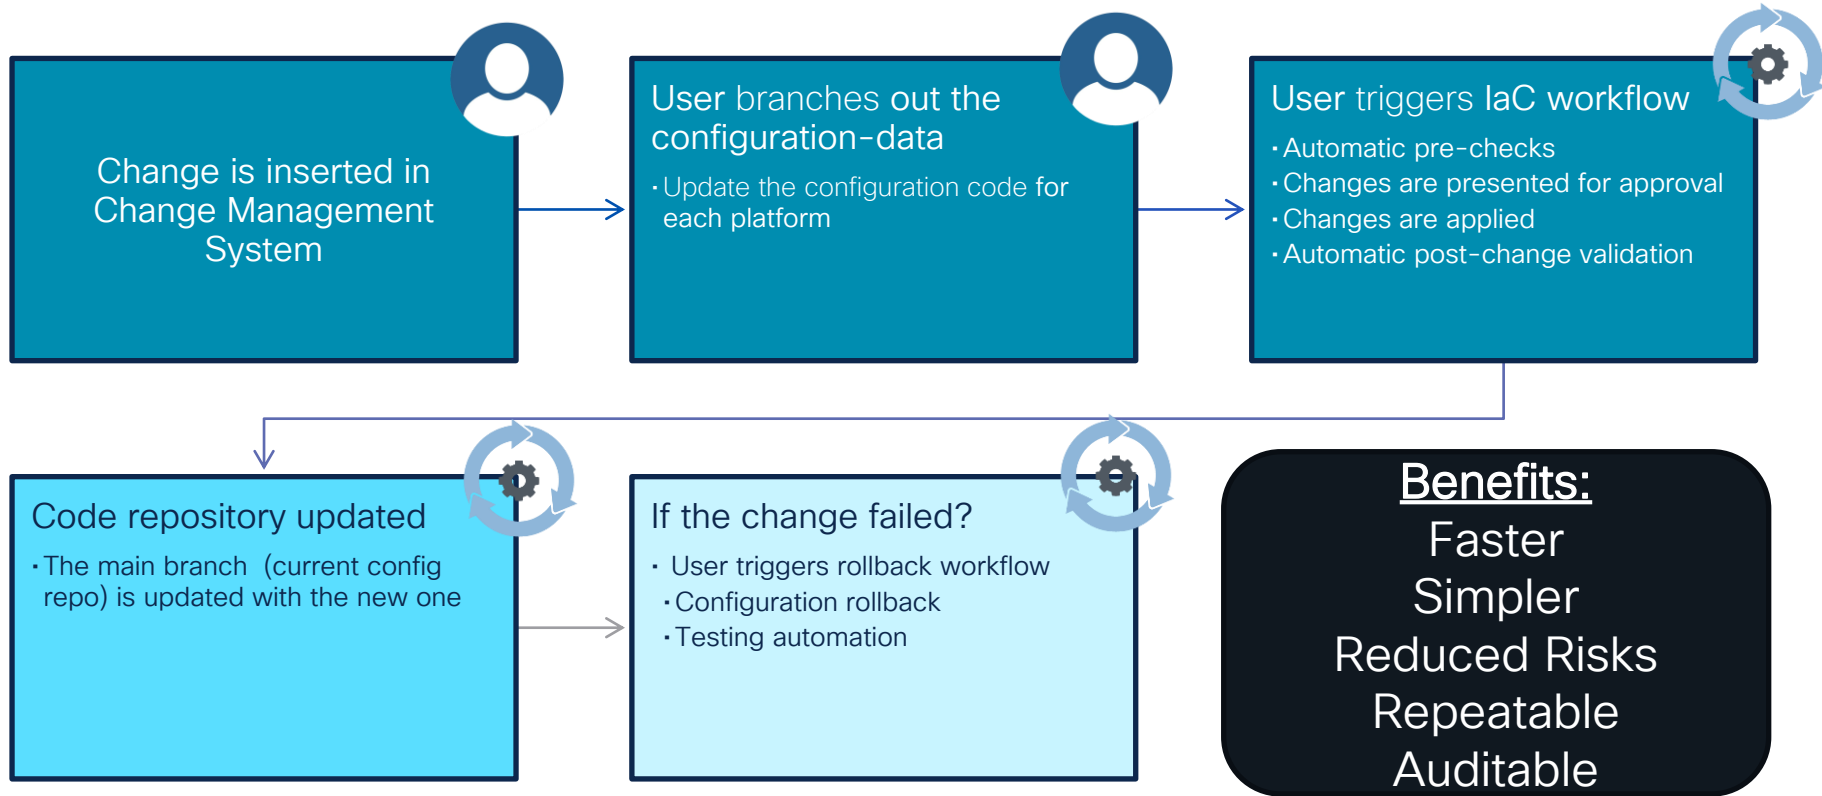 Change is inserted in
Change Management
System
User branches out the
configuration-data
· Update the configuration code for
each platform
User triggers IaC workflow
· Automatic pre-checks
· Changes are presented for approval
· Changes are applied
· Automatic post-change validation
Code repository updated
· The main branch (current config
repo) is updated with the new one
If the change failed?
· User triggers rollback workflow
· Configuration rollback
· Testing automation
Benefits:
Faster
Simpler
Reduced Risks
Repeatable
Auditable